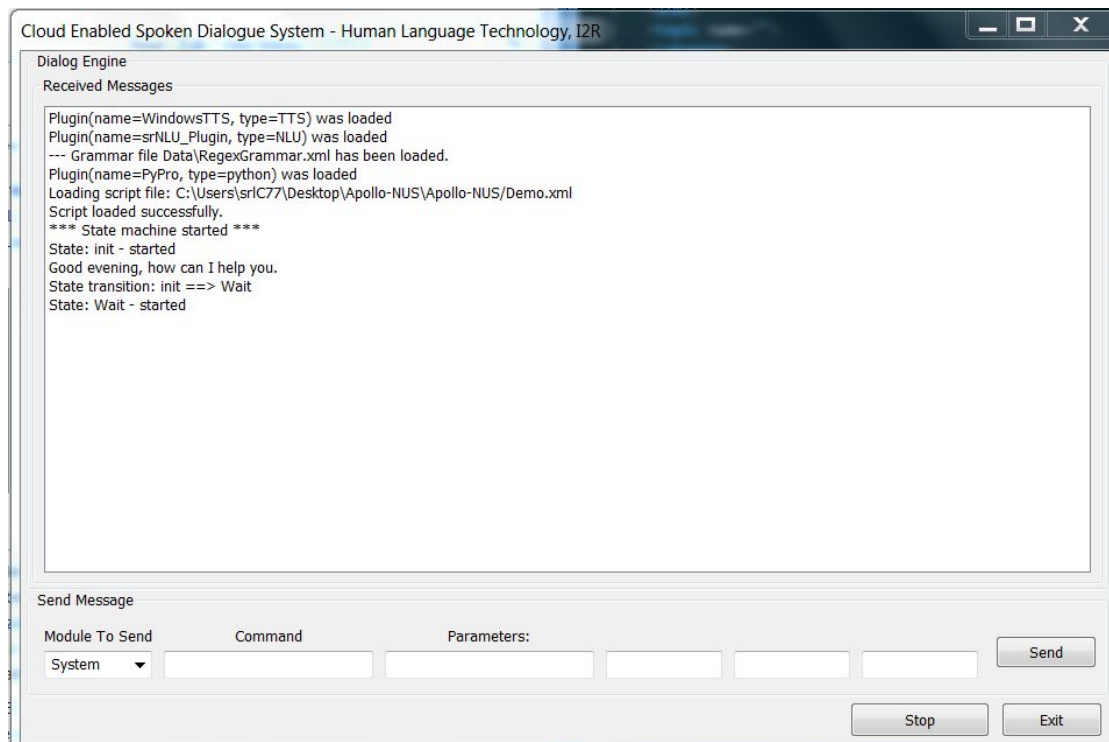 Cloud Enabled Spoken Dialogue System - Human Language Technology, I2R
Dialog Engine
Received Messages
Plugin(name=WindowsTTS, type=TTS) was loaded
Plugin(name=srNLU_Plugin, type=NLU) was loaded
--- Grammar file Data\RegexGrammar.xml has been loaded.
Plugin(name=PyPro, type=python) was loaded
Loading script file: C:\Users\srlC77\Desktop\Apollo-NUS\Apollo-NUS/Demo.xml
Script loaded successfully.
*** State machine started ***
State: init - started
Good evening, how can I help you.
State transition: init ==> Wait
State: Wait - started
Send Message
Module To Send Command Parameters:
System Send
Stop Exit